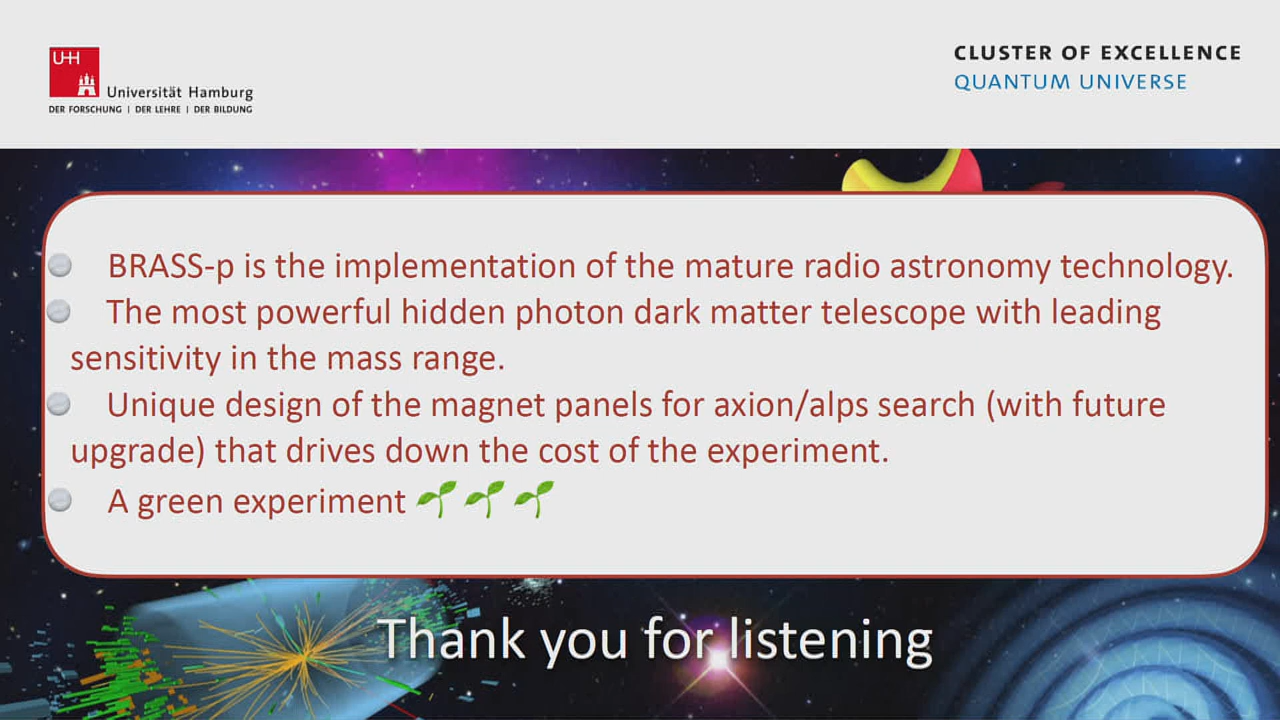 UHH
Universität Hamburg
DER FORSCHUNG | DER LEHRE | DER BILDUNG
CLUSTER OF EXCELLENCE
QUANTUM UNIVERSE
BRASS-p is the implementation of the mature radio astronomy technology.
The most powerful hidden photon dark matter telescope with leading
sensitivity in the mass range.
Unique design of the magnet panels for axion/alps search (with future
upgrade) that drives down the cost of the experiment.
A green experiment 🌱🌱🌱
Thank you for listening